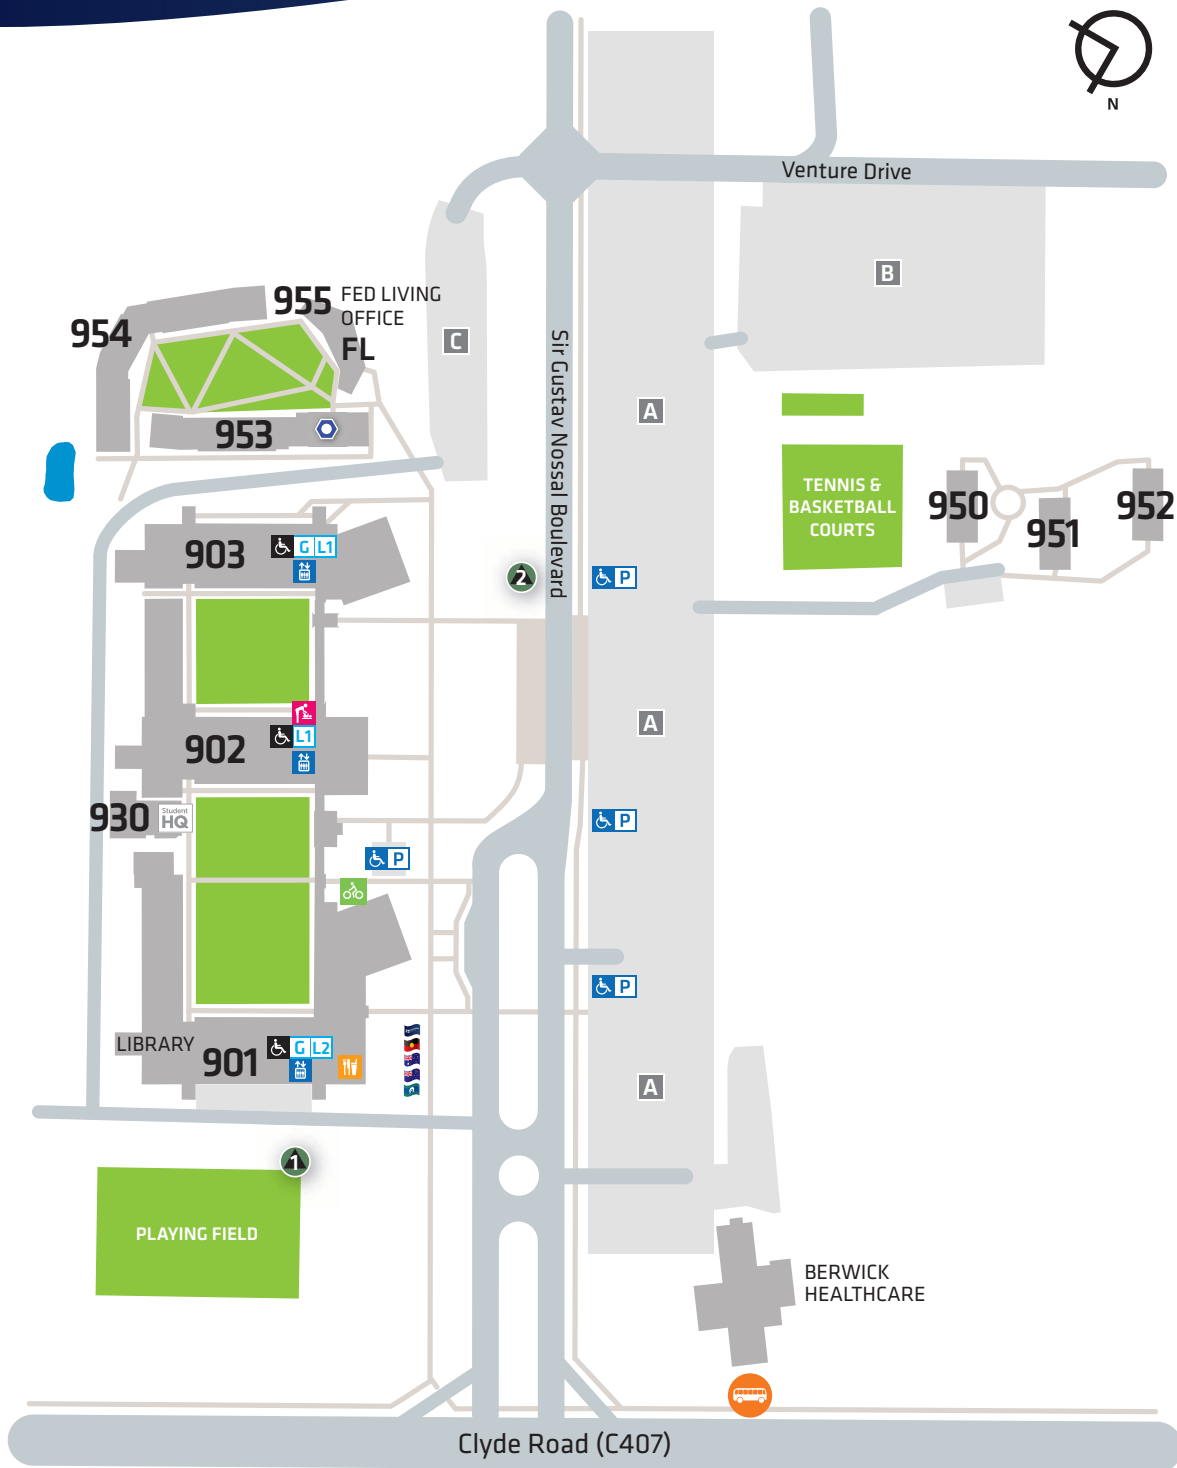 N
Venture Drive
B
955
FED LIVING
OFFICE
FL
954
C
Sir Gustav Nossal Boulevard
A
953
TENNIS &
BASKETBALL
COURTS
950
951
952
903
G L1
2
P
902
L1
A
930
Student
HQ
P
P
P
LIBRARY
901
G L2
A
1
PLAYING FIELD
BERWICK
HEALTHCARE
Clyde Road (C407)